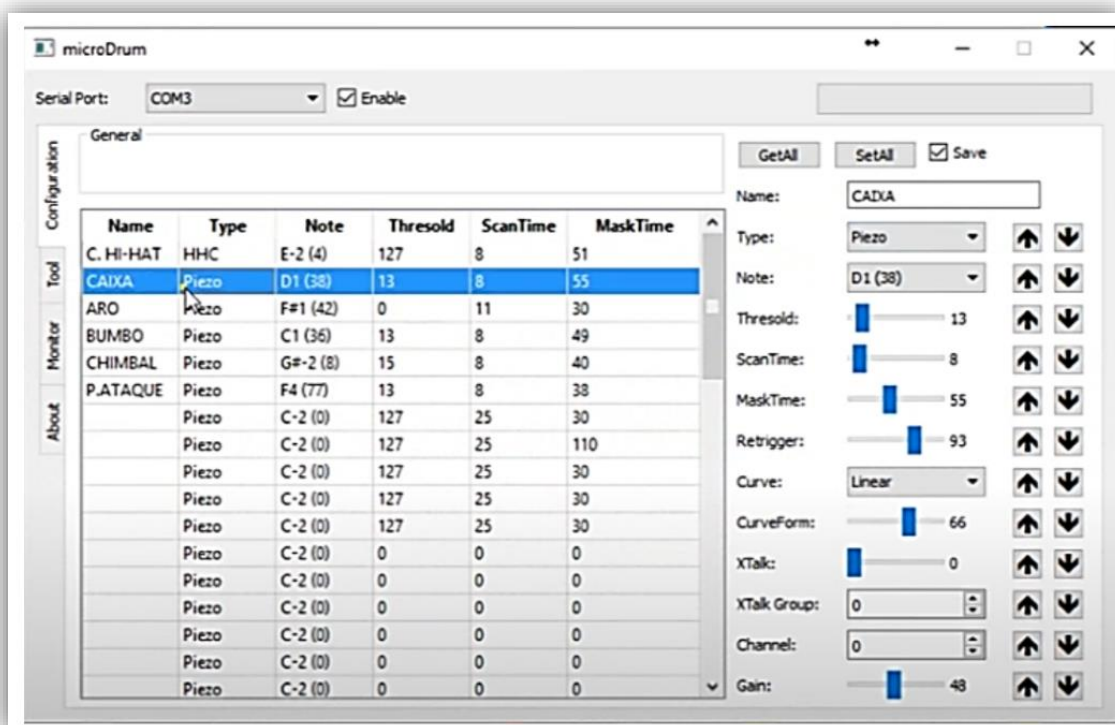 microDrum
Serial Port: COM3 Enable
Configuration
Tool
Monitor
About
General
Name Type Note Thresold ScanTime MaskTime
C. HI-HAT HHC E-2 (4) 127 8 51
CAIXA Piezo D1 (38) 13 8 55
ARO Piezo F#1 (42) 0 11 30
BUMBO Piezo C1 (36) 13 8 49
CHIMBAL Piezo G#-2 (8) 15 8 40
P.ATAQUE Piezo F4 (77) 13 8 38
Piezo C-2 (0) 127 25 30
Piezo C-2 (0) 127 25 110
Piezo C-2 (0) 127 25 30
Piezo C-2 (0) 127 25 30
Piezo C-2 (0) 127 25 30
Piezo C-2 (0) 0 0 0
Piezo C-2 (0) 0 0 0
Piezo C-2 (0) 0 0 0
Piezo C-2 (0) 0 0 0
Piezo C-2 (0) 0 0 0
Piezo C-2 (0) 0 0 0
GetAll SetAll Save
Name: CAIXA
Type: Piezo
Note: D1 (38)
Thresold: 13
ScanTime: 8
MaskTime: 55
Retrigger: 93
Curve: Linear
CurveForm: 66
XTalk: 0
XTalk Group: 0
Channel: 0
Gain: 48